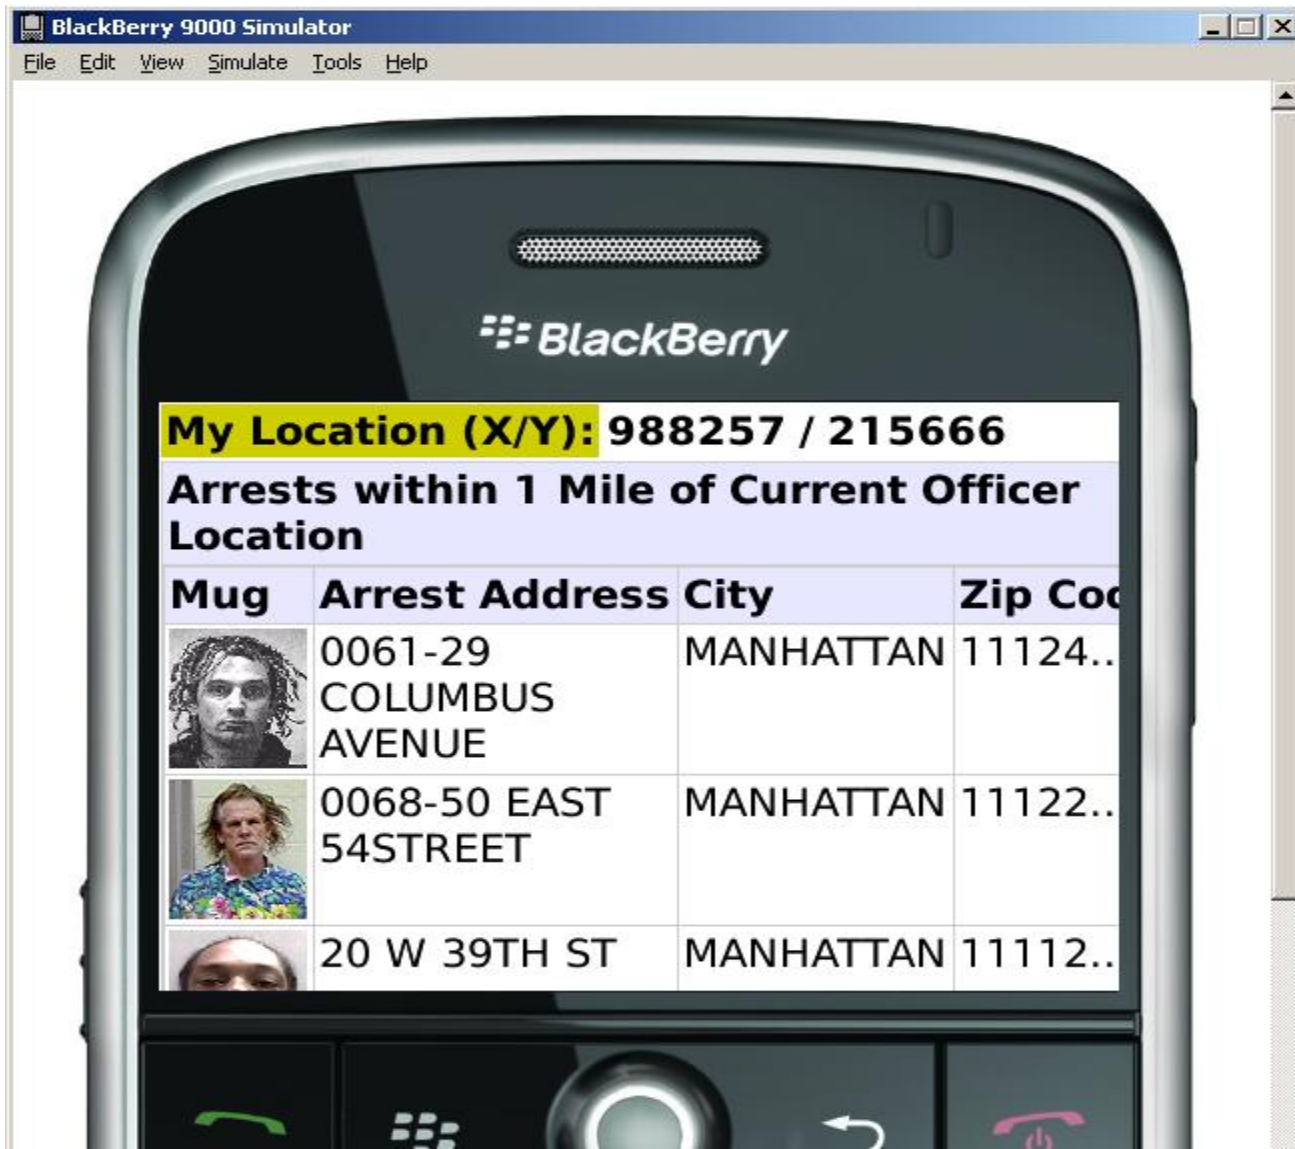 BlackBerry 9000 Simulator
File Edit View Simulate Tools Help
BlackBerry
My Location (X/Y): 988257 / 215666
Arrests within 1 Mile of Current Officer
Location
Mug Arrest Address City Zip Cod
0061-29 MANHATTAN 11124..
COLUMBUS
AVENUE
0068-50 EAST MANHATTAN 11122..
54STREET
20 W 39TH ST MANHATTAN 11112..